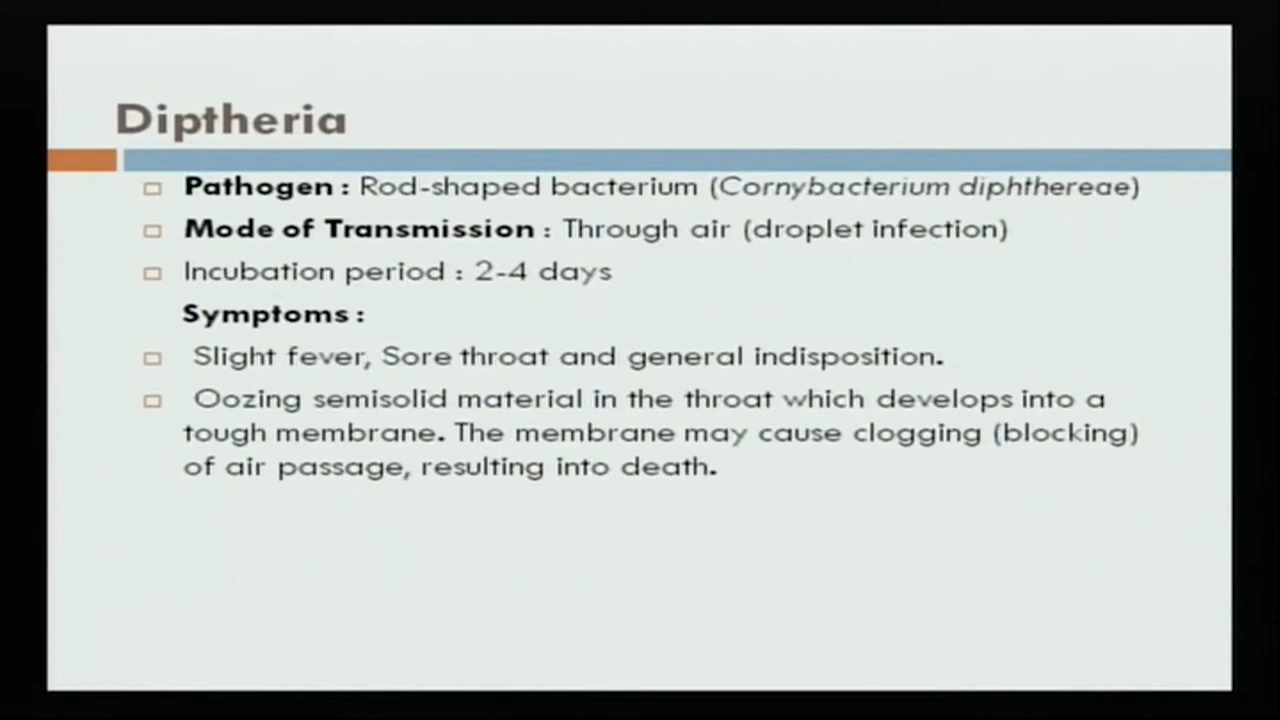 Diptheria
Pathogen : Rod-shaped bacterium (Cornybacterium diphthereae)
Mode of Transmission : Through air (droplet infection)
Incubation period : 2-4 days
Symptoms :
Slight fever, Sore throat and general indisposition.
Oozing semisolid material in the throat which develops into a
tough membrane. The membrane may cause clogging (blocking)
of air passage, resulting into death.